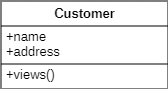 Customer
+name
+address
+views()